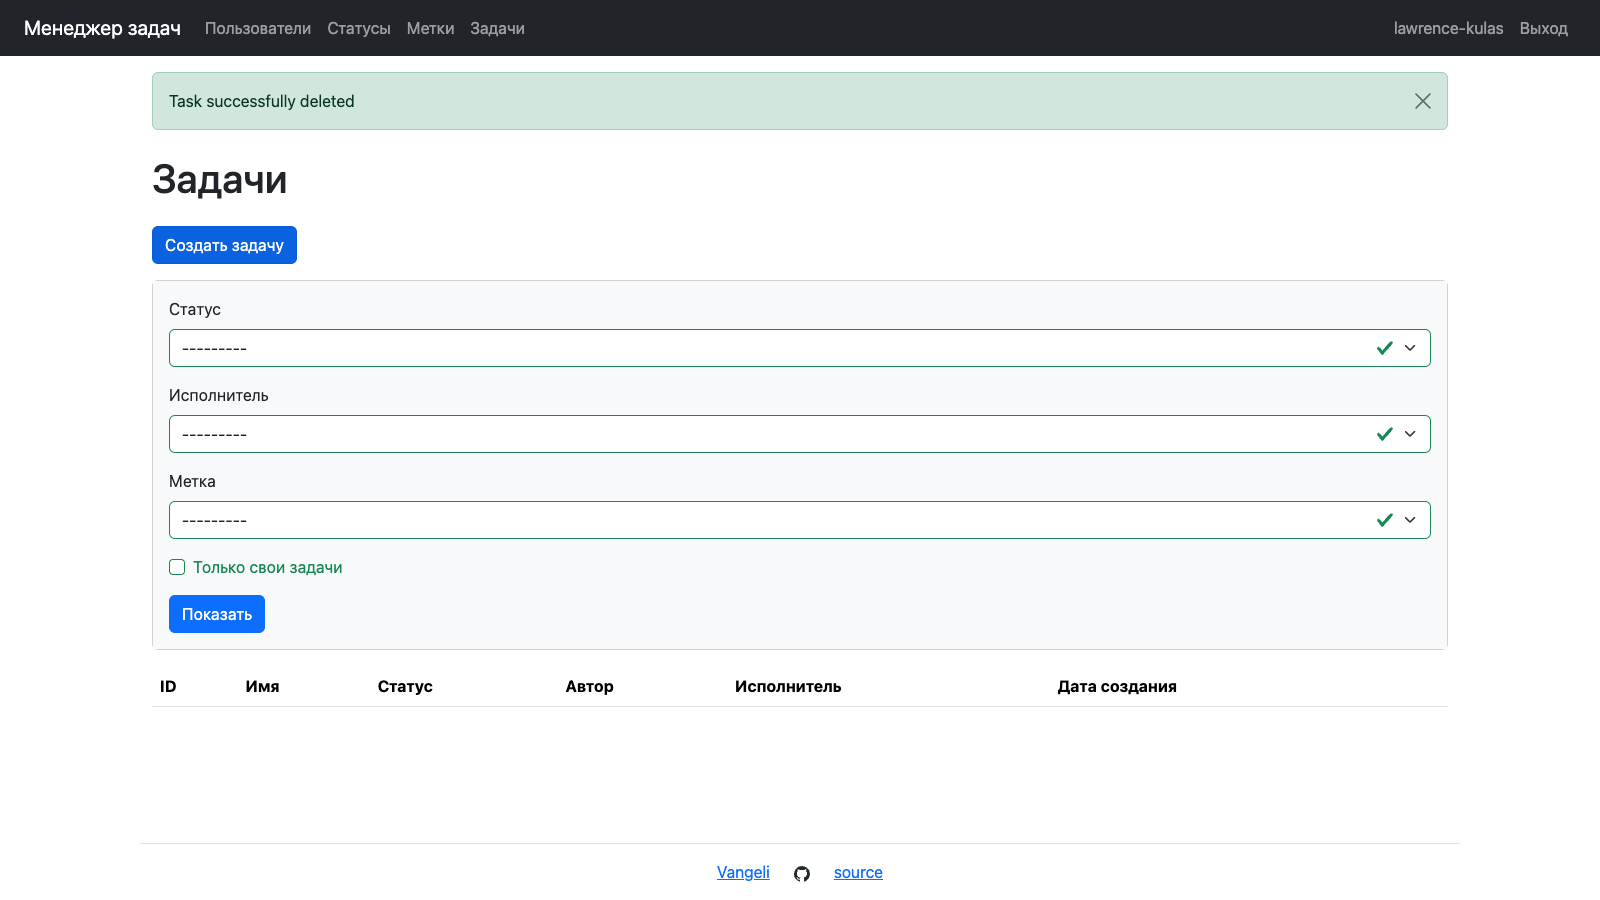 Менеджер задач Пользователи Статусы Метки Задачи lawrence-kulas Выход
Task successfully deleted
Задачи
Создать задачу
Статус
---------
Исполнитель
---------
Метка
---------
Только свои задачи
Показать
ID Имя Статус Автор Исполнитель Дата создания
Vangeli source